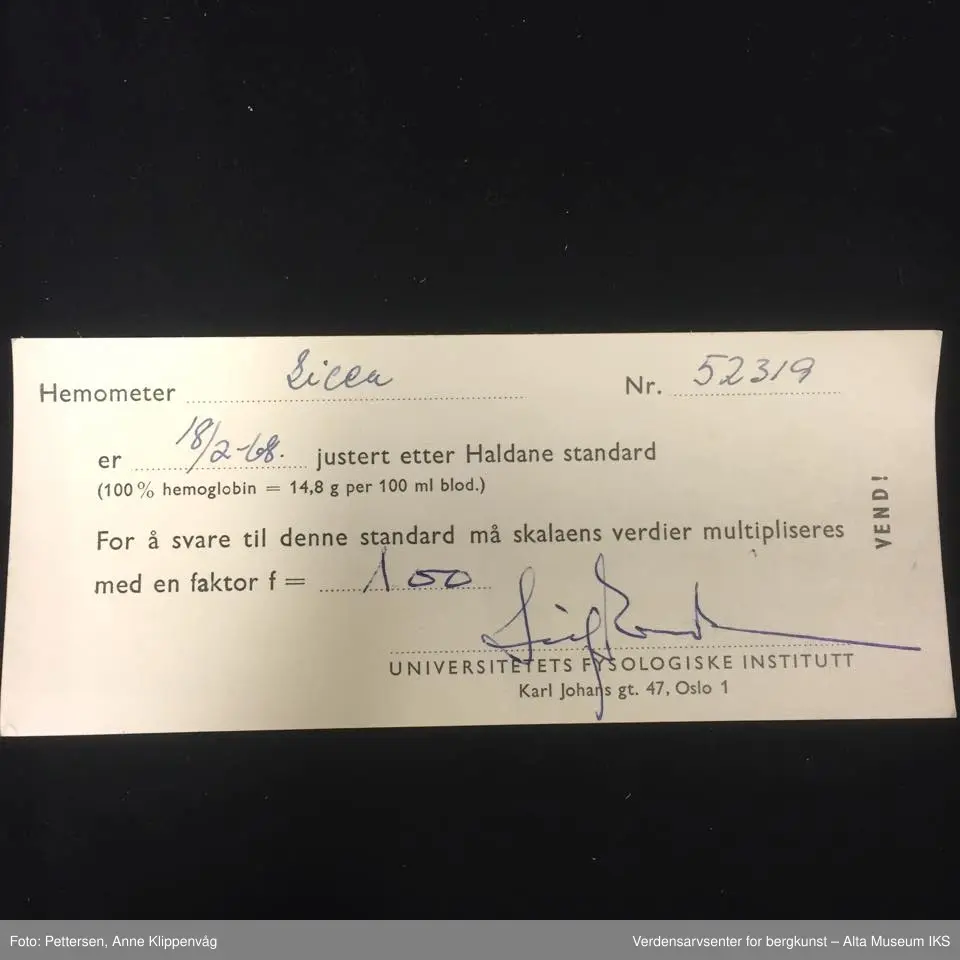 Hemometer Sicca Nr. 52319
er 18/2-68. justert etter Haldane standard
(100% hemoglobin = 14,8 g per 100 ml blod.)
VEND!
For å svare til denne standard må skalaens verdier multipliseres
med en faktor f = 1 00
UNIVERSITETETS FYSOLOGISKE INSTITUTT
Karl Johans gt. 47, Oslo 1
Foto: Pettersen, Anne Klippenvåg
Verdensarvsenter for bergkunst – Alta Museum IKS